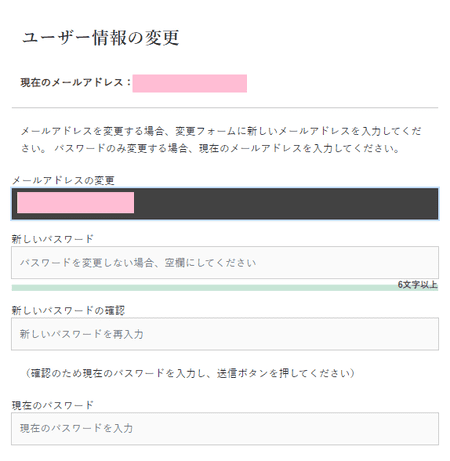 ユーザー情報の変更
現在のメールアドレス：
メールアドレスを変更する場合、変更フォームに新しいメールアドレスを入力してくだ
さい。 パスワードのみ変更する場合、現在のメールアドレスを入力してください。
メールアドレスの変更
新しいパスワード
パスワードを変更しない場合、空欄にしてください
6文字以上
新しいパスワードの確認
新しいパスワードを再入力
（確認のため現在のパスワードを入力し、送信ボタンを押してください）
現在のパスワード
現在のパスワードを入力